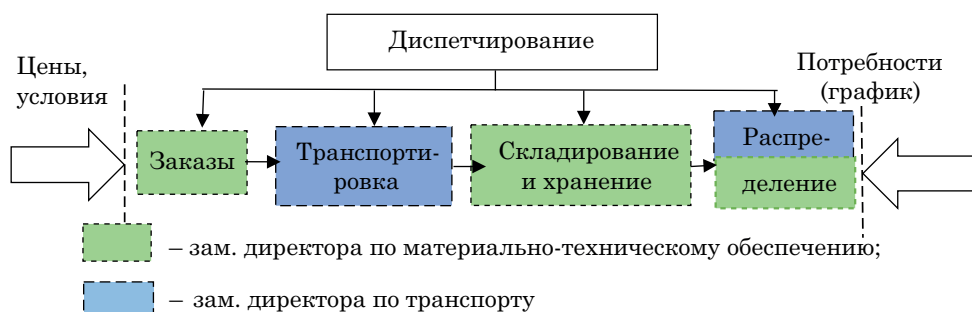 Диспетчирование
Цены,
условия
Потребности
(график)
Заказы
Транспорти-
ровка
Складирование
и хранение
Распре-
деление
– зам. директора по материально-техническому обеспечению;
– зам. директора по транспорту